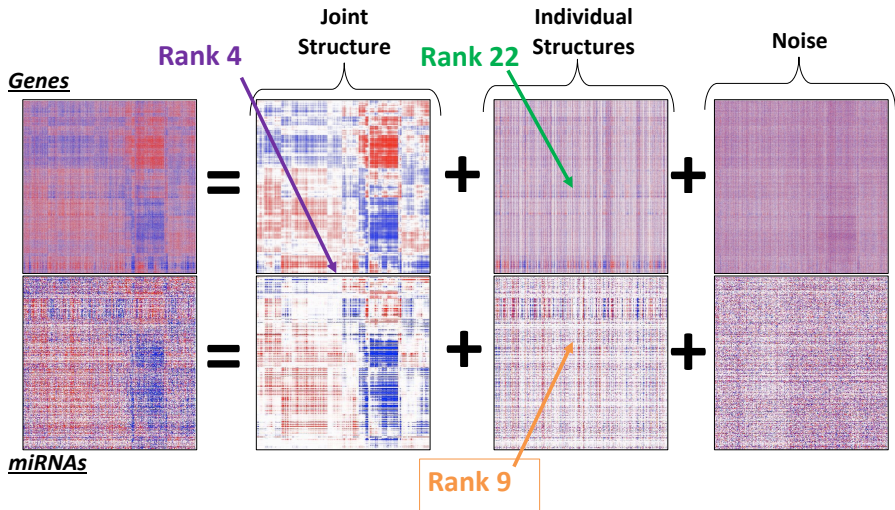 Joint
Structure
Individual
Structures
Noise
Rank 4
Rank 22
Genes
=
+
+
=
+
+
miRNAs
Rank 9